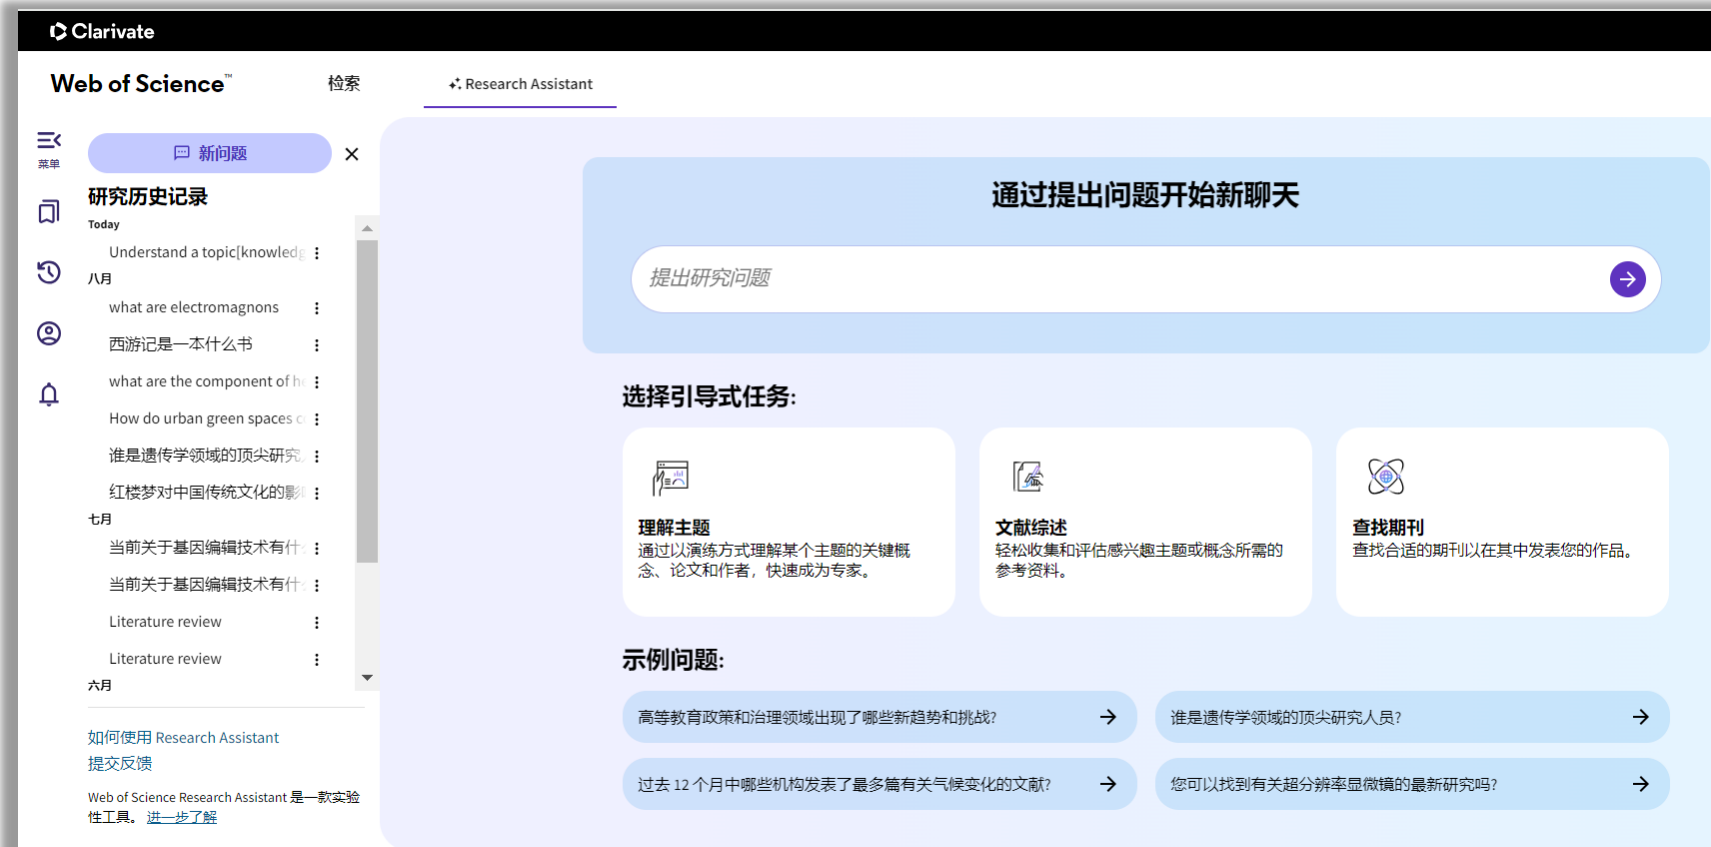 Clarivate
Web of Science™
检索
Research Assistant
菜单
新问题
研究历史记录
Today
Understand a topic[knowledg
八月
what are electromagnons
西游记是一本什么书
what are the component of he
How do urban green spaces c
谁是遗传学领域的顶尖研究
红楼梦对中国传统文化的影
七月
当前关于基因编辑技术有什
当前关于基因编辑技术有什
Literature review
Literature review
六月
如何使用 Research Assistant
提交反馈
Web of Science Research Assistant 是一款实验
性工具。 进一步了解
通过提出问题开始新聊天
提出研究问题
选择引导式任务:
理解主题
通过以演练方式理解某个主题的关键概
念、论文和作者，快速成为专家。
文献综述
轻松收集和评估感兴趣主题或概念所需的
参考资料。
查找期刊
查找合适的期刊以在其中发表您的作品。
示例问题:
高等教育政策和治理领域出现了哪些新趋势和挑战?
谁是遗传学领域的顶尖研究人员?
过去 12 个月中哪些机构发表了最多篇有关气候变化的文献?
您可以找到有关超分辨率显微镜的最新研究吗?